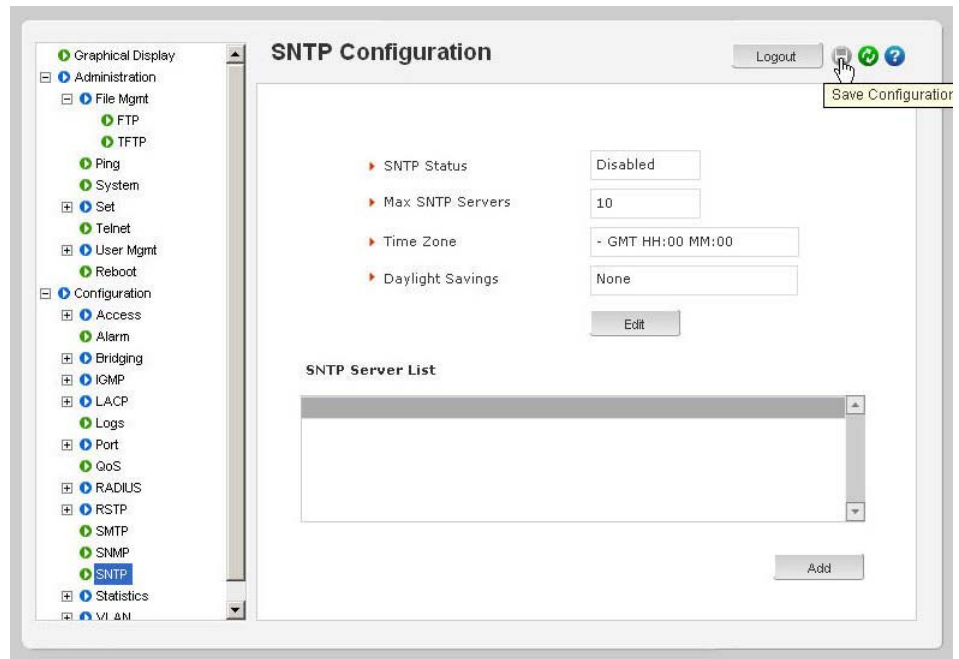 Graphical Display
Administration
File Mgmt
FTP
TFTP
Ping
System
Set
Telnet
User Mgmt
Reboot
Configuration
Access
Alarm
Bridging
IGMP
LACP
Logs
Port
QoS
RADIUS
RSTP
SMTP
SNMP
SNTP
Statistics
VLAN
SNTP Configuration
Logout
Save Configuration
SNTP Status Disabled
Max SNTP Servers 10
Time Zone - GMT HH:00 MM:00
Daylight Savings None
Edit
SNTP Server List
Add